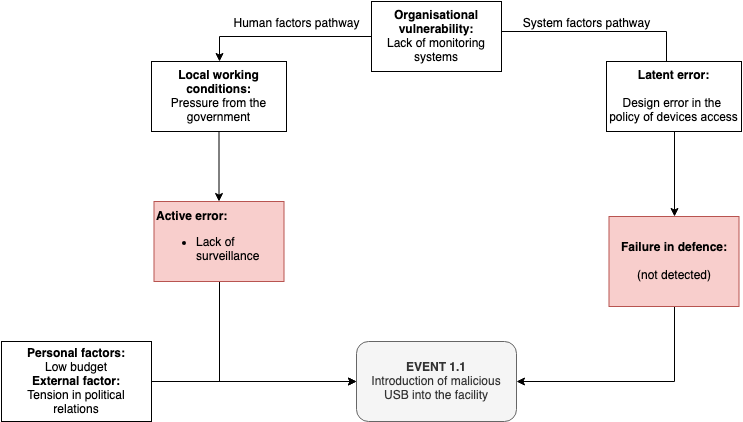 Human factors pathway
Organisational
vulnerability:
Lack of monitoring
systems
System factors pathway
Local working
conditions:
Pressure from the
government
Latent error:
Design error in the
policy of devices access
Active error:
• Lack of
surveillance
Failure in defence:
(not detected)
Personal factors:
Low budget
External factor:
Tension in political
relations
EVENT 1.1
Introduction of malicious
USB into the facility